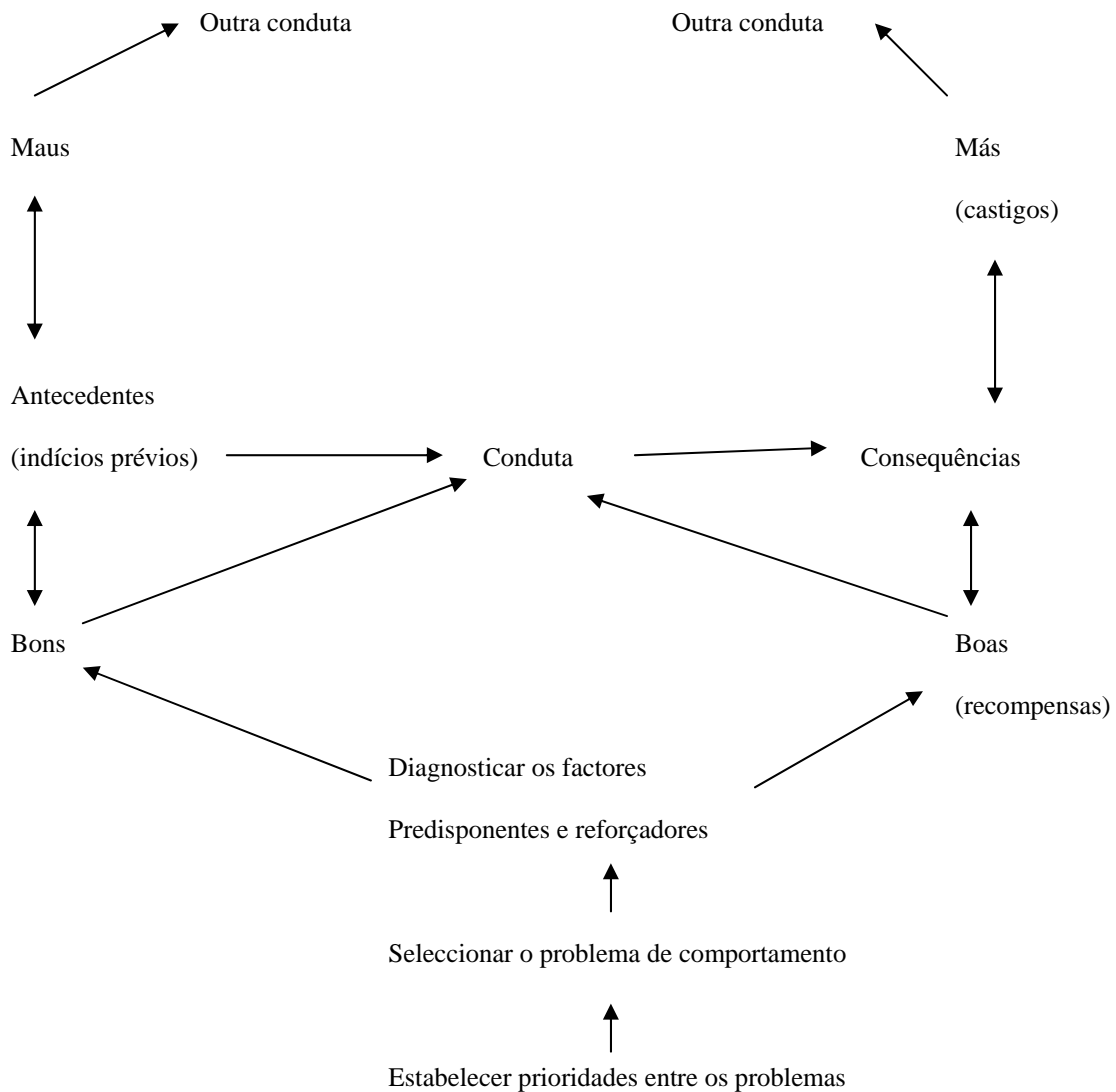 Outra conduta
Outra conduta
Maus
Más
(castigos)
Antecedentes
(indícios prévios)
Conduta
Consequências
Bons
Boas
(recompensas)
Diagnosticar os factores
Predisponentes e reforçadores
Seleccionar o problema de comportamento
Estabelecer prioridades entre os problemas